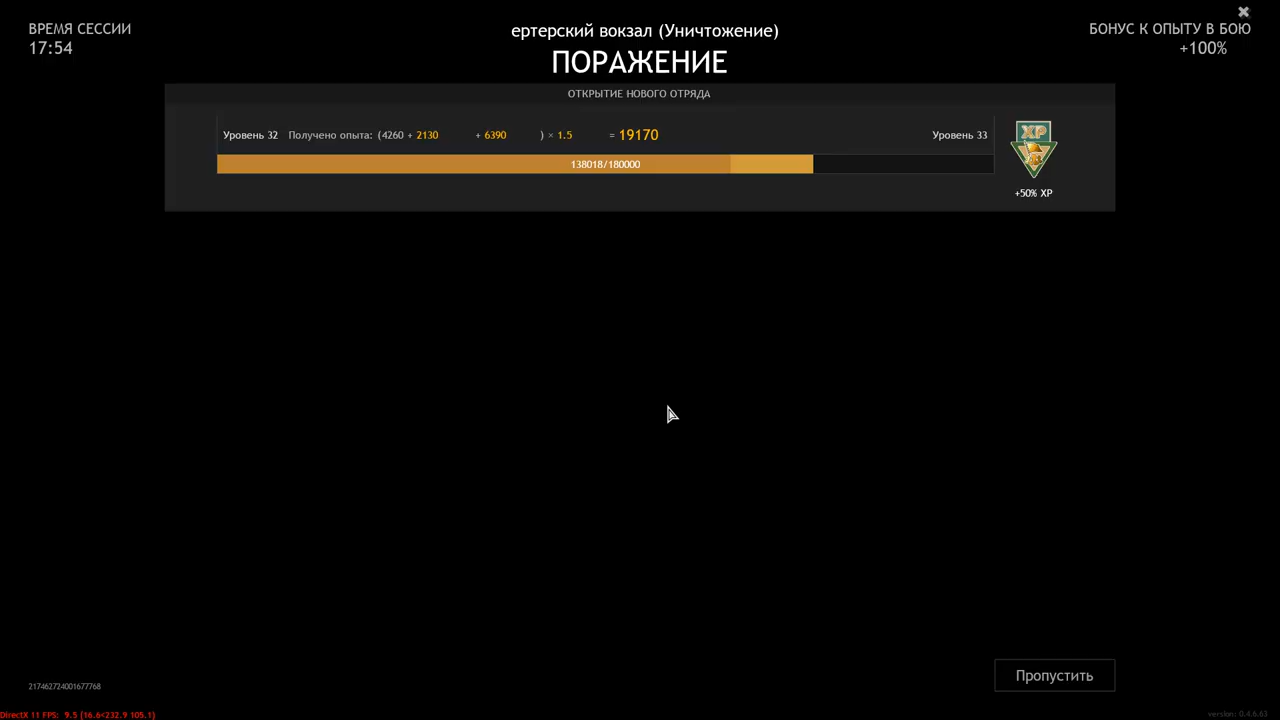 ВРЕМЯ СЕССИИ
17:54
ертерский вокзал (Уничтожение)
ПОРАЖЕНИЕ
БОНУС К ОПЫТУ В БОЮ
+100%
ОТКРЫТИЕ НОВОГО ОТРЯДА
Уровень 32 Получено опыта: (4260 + 2130 + 6390 ) × 1.5 = 19170 Уровень 33
138018/180000
XP
+50% XP
Пропустить
217462724001677768
DirectX 11 FPS: 9.5 (16.6<232.9 105.1)
version: 0.4.6.63